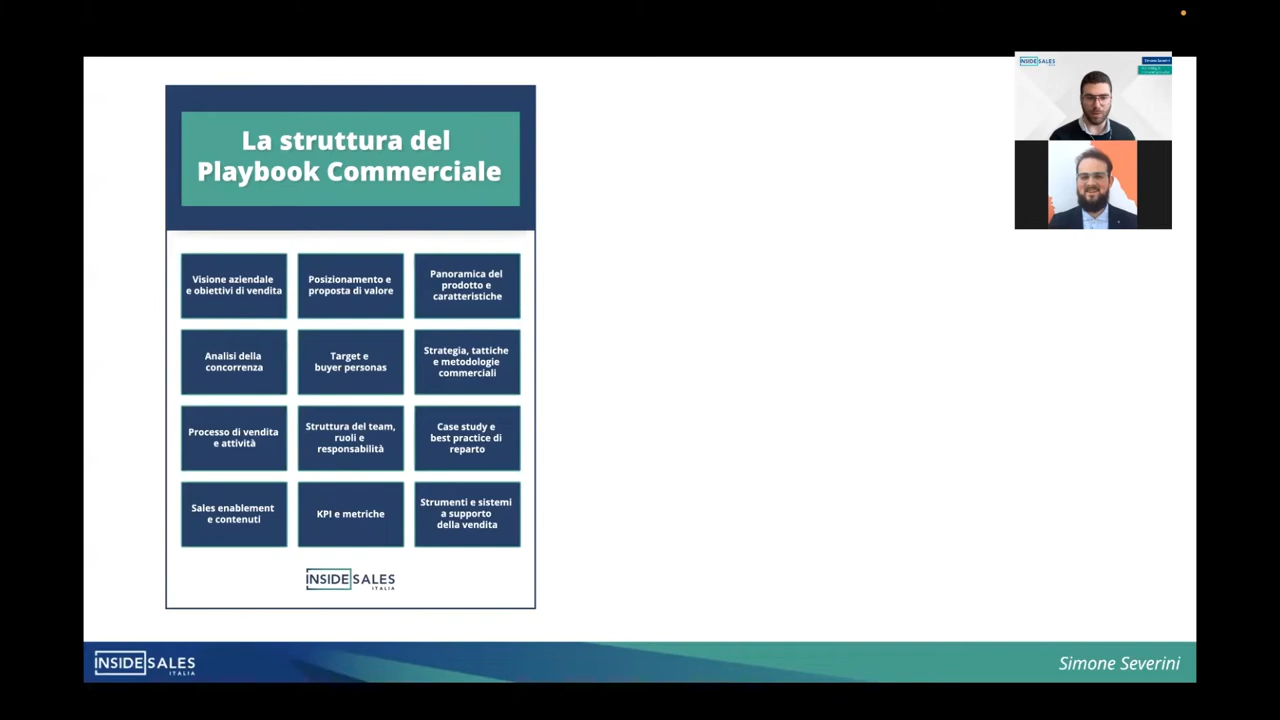 La struttura del
Playbook Commerciale
Visione aziendale
e obiettivi di vendita
Posizionamento e
proposta di valore
Panoramica del
prodotto e
caratteristiche
Analisi della
concorrenza
Target e
buyer personas
Strategia, tattiche
e metodologie
commerciali
Processo di vendita
e attività
Struttura del team,
ruoli e
responsabilità
Case study e
best practice di
reparto
Sales enablement
e contenuti
KPI e metriche
Strumenti e sistemi
a supporto
della vendita
INSIDE SALES
ITALIA
INSIDE SALES
Simone Severini
INSIDE SALES
ITALIA
Simone Severini